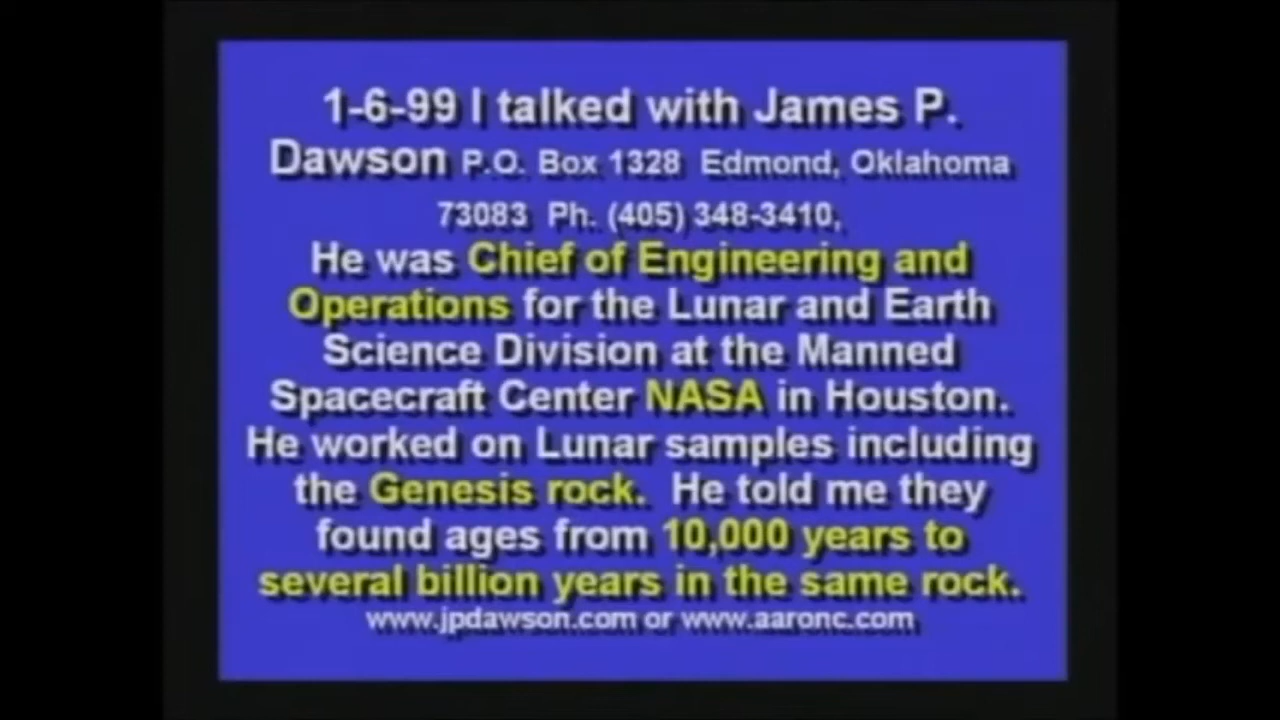 1-6-99 I talked with James P.
Dawson P.O. Box 1328 Edmond, Oklahoma
73083 Ph. (405) 348-3410,
He was Chief of Engineering and
Operations for the Lunar and Earth
Science Division at the Manned
Spacecraft Center NASA in Houston.
He worked on Lunar samples including
the Genesis rock. He told me they
found ages from 10,000 years to
several billion years in the same rock.
www.jpdawson.com or www.aaronc.com